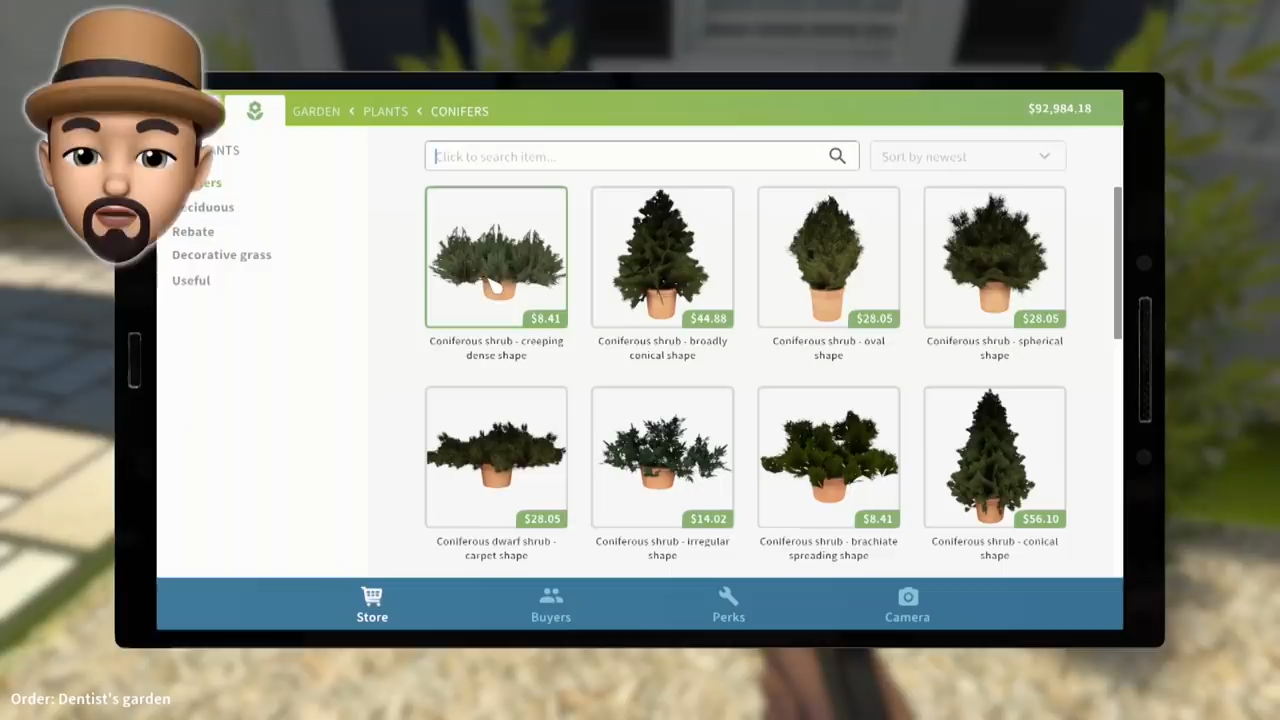 GARDEN < PLANTS < CONIFERS
$92,984.18
ANTS
ers
eciduous
Rebate
Decorative grass
Useful
Click to search item...
Sort by newest
$8.41
$44.88
$28.05
$28.05
Coniferous shrub - creeping
dense shape
Coniferous shrub - broadly
conical shape
Coniferous shrub - oval
shape
Coniferous shrub - spherical
shape
$28.05
$14.02
$8.41
$56.10
Coniferous dwarf shrub -
carpet shape
Coniferous shrub - irregular
shape
Coniferous shrub - brachiate
spreading shape
Coniferous shrub - conical
shape
Store
Buyers
Perks
Camera
Order: Dentist's garden